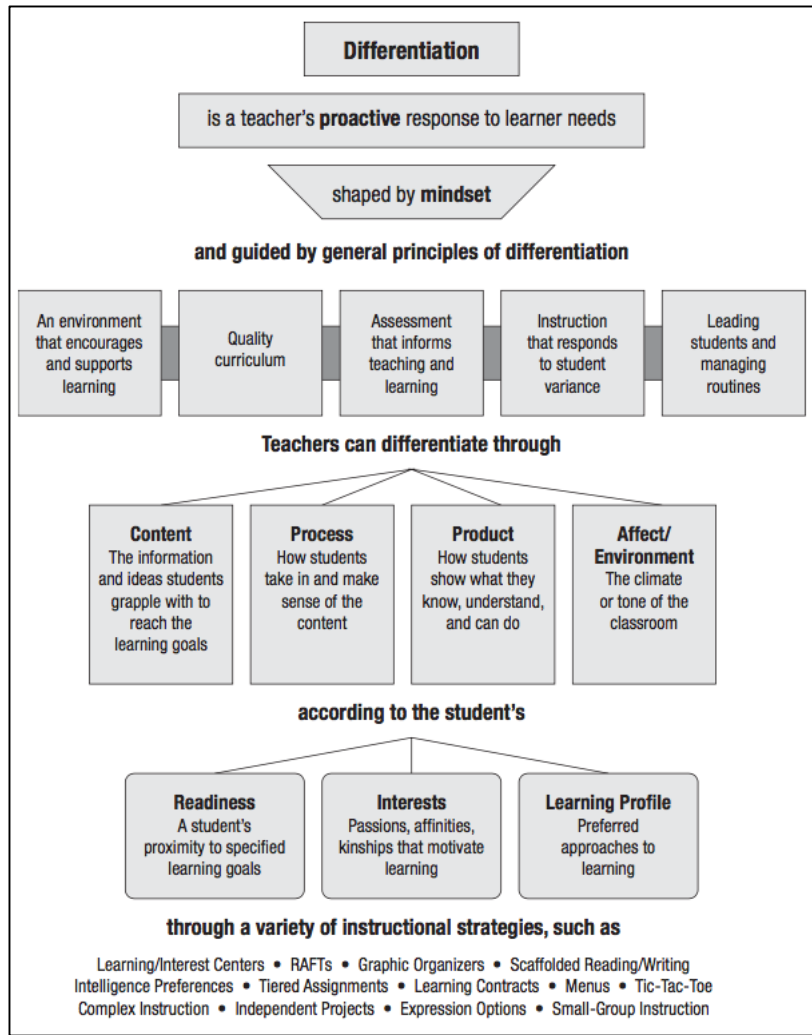 Differentiation
is a teacher's proactive response to learner needs
shaped by mindset
and guided by general principles of differentiation
An environment
that encourages
and supports
learning
Quality
curriculum
Assessment
that informs
teaching and
learning
Instruction
that responds
to student
variance
Leading
students and
managing
routines
Teachers can differentiate through
Content
The information
and ideas students
grapple with to
reach the
learning goals
Process
How students
take in and make
sense of the
content
Product
How students
show what they
know, understand,
and can do
Affect/
Environment
The climate
or tone of the
classroom
according to the student's
Readiness
A student's
proximity to specified
learning goals
Interests
Passions, affinities,
kinships that motivate
learning
Learning Profile
Preferred
approaches to
learning
through a variety of instructional strategies, such as
Learning/Interest Centers • RAFTs • Graphic Organizers • Scaffolded Reading/Writing
Intelligence Preferences • Tiered Assignments • Learning Contracts • Menus • Tic-Tac-Toe
Complex Instruction • Independent Projects • Expression Options • Small-Group Instruction